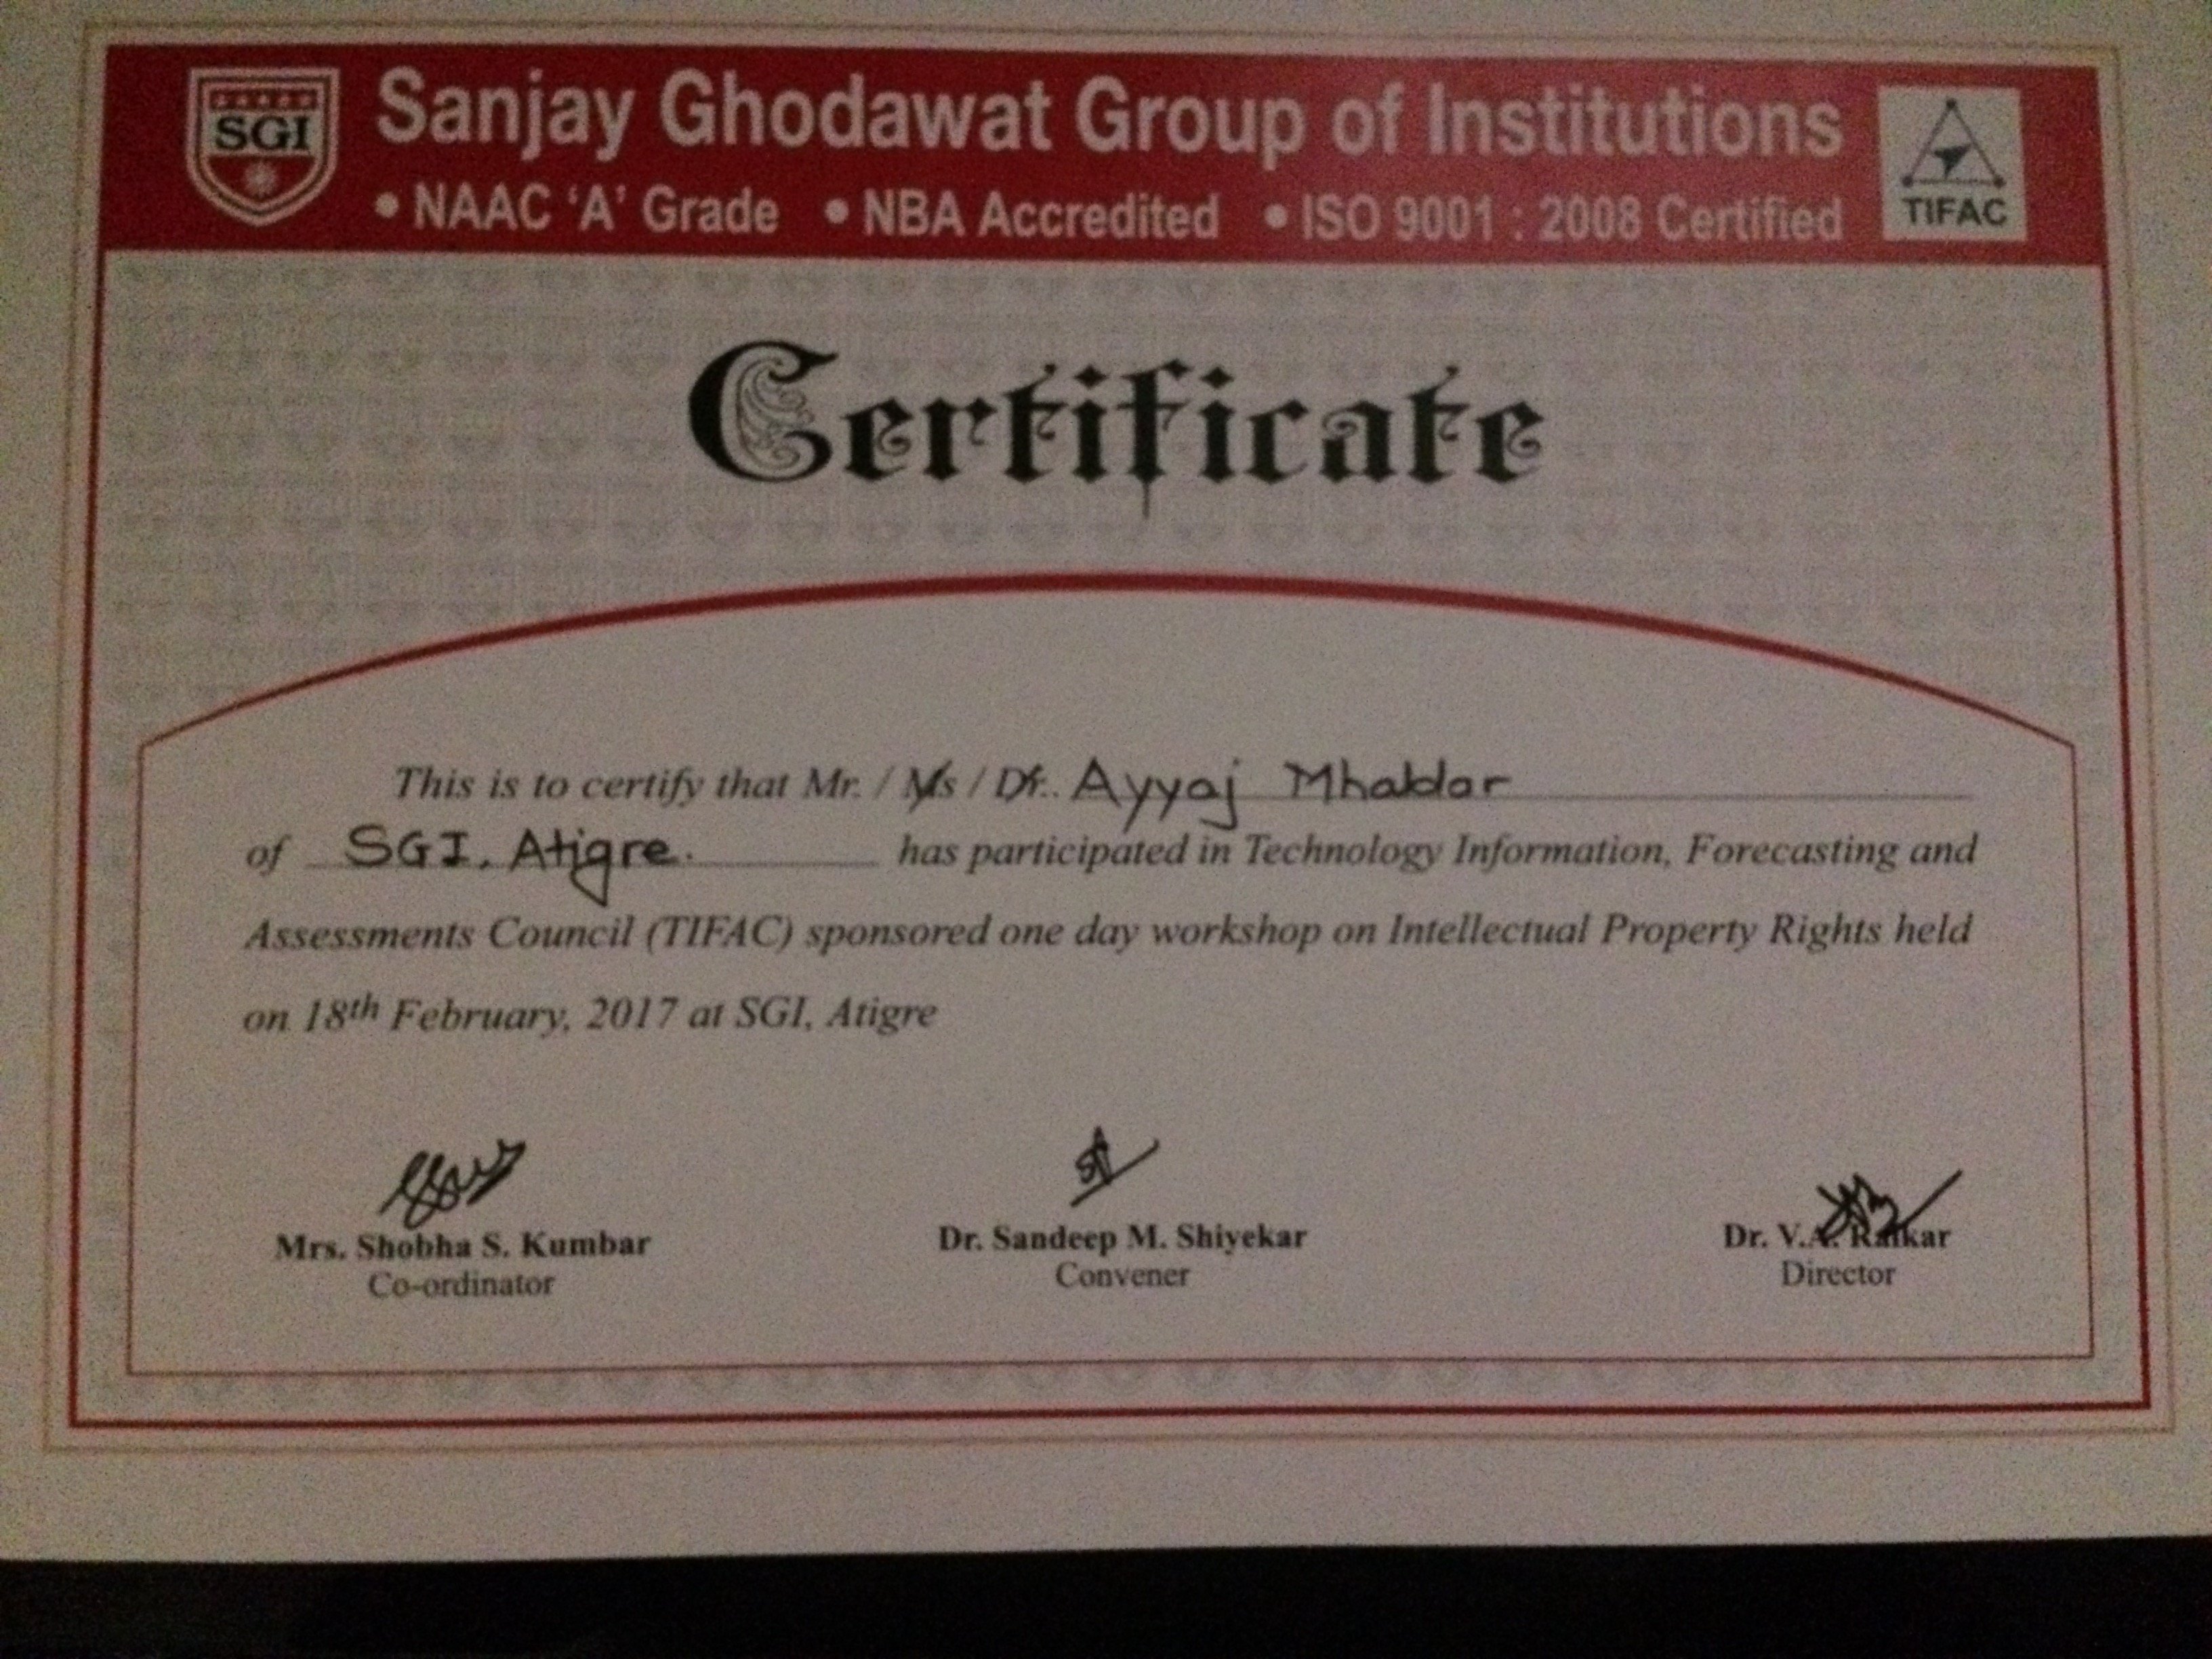 SGI
Sanjay Ghodawat Group of Institutions
• NAAC 'A' Grade • NBA Accredited • ISO 9001 : 2008 Certified
TIFAC
Certificate
This is to certify that Mr. / Ms / Dr. Ayyaj Mhaldar
of SGI, Atigre. has participated in Technology Information, Forecasting and
Assessments Council (TIFAC) sponsored one day workshop on Intellectual Property Rights held
on 18th February, 2017 at SGI, Atigre
Mrs. Shobha S. Kumbar
Co-ordinator
Dr. Sandeep M. Shiyekar
Convener
Dr. V.A. Raikar
Director